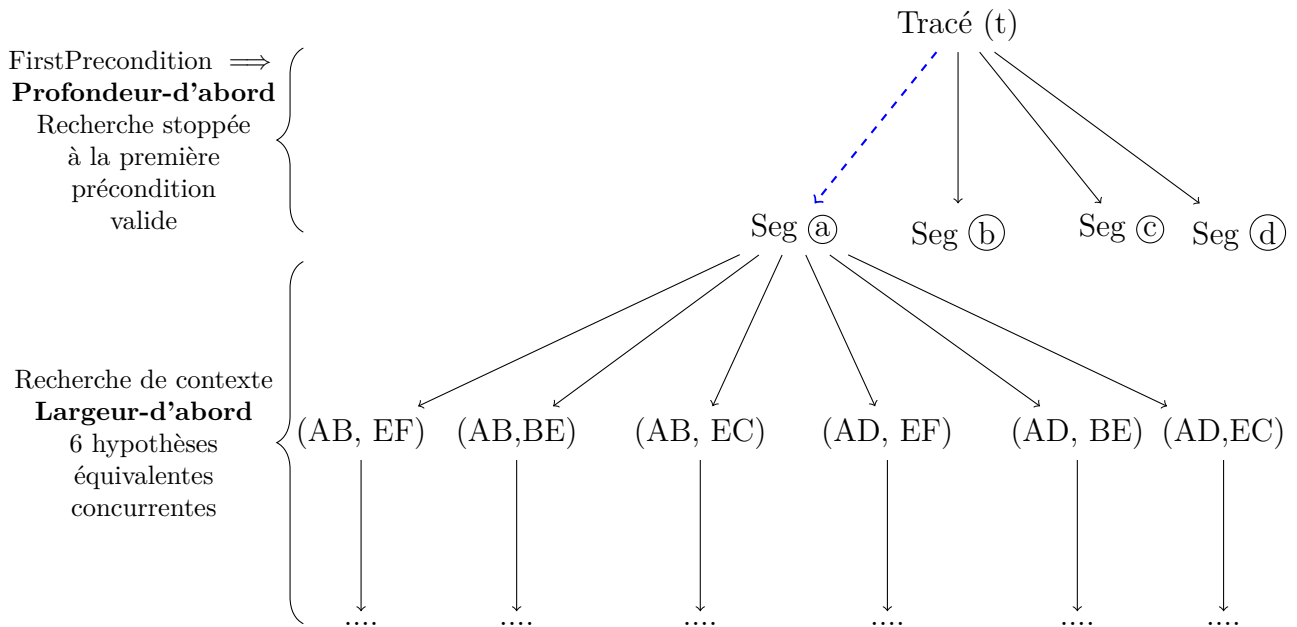 Tracé (t)
FirstPrecondition ⟹
Profondeur-d'abord
Recherche stoppée
à la première
précondition
valide
Seg ⓐ Seg ⓑ Seg ⓒ Seg ⓓ
Recherche de contexte
Largeur-d'abord
6 hypothèses
équivalentes
concurrentes
(AB, EF) (AB,BE) (AB, EC) (AD, EF) (AD, BE) (AD,EC)
.... .... .... .... .... ....